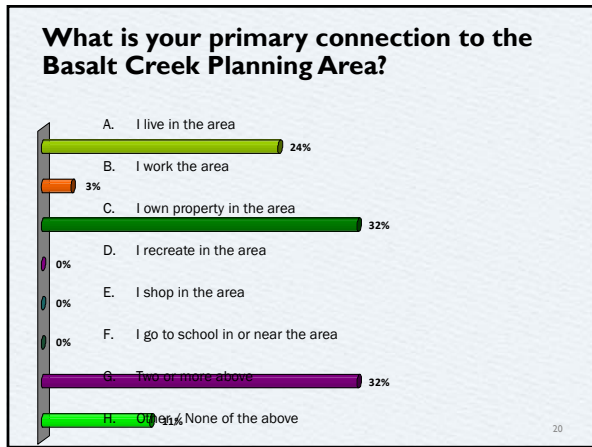 What is your primary connection to the
Basalt Creek Planning Area?
A. I live in the area
24%
B. I work the area
3%
C. I own property in the area
32%
D. I recreate in the area
0%
E. I shop in the area
0%
F. I go to school in or near the area
0%
G. Two or more above
32%
H. Other / None of the above
11%
20